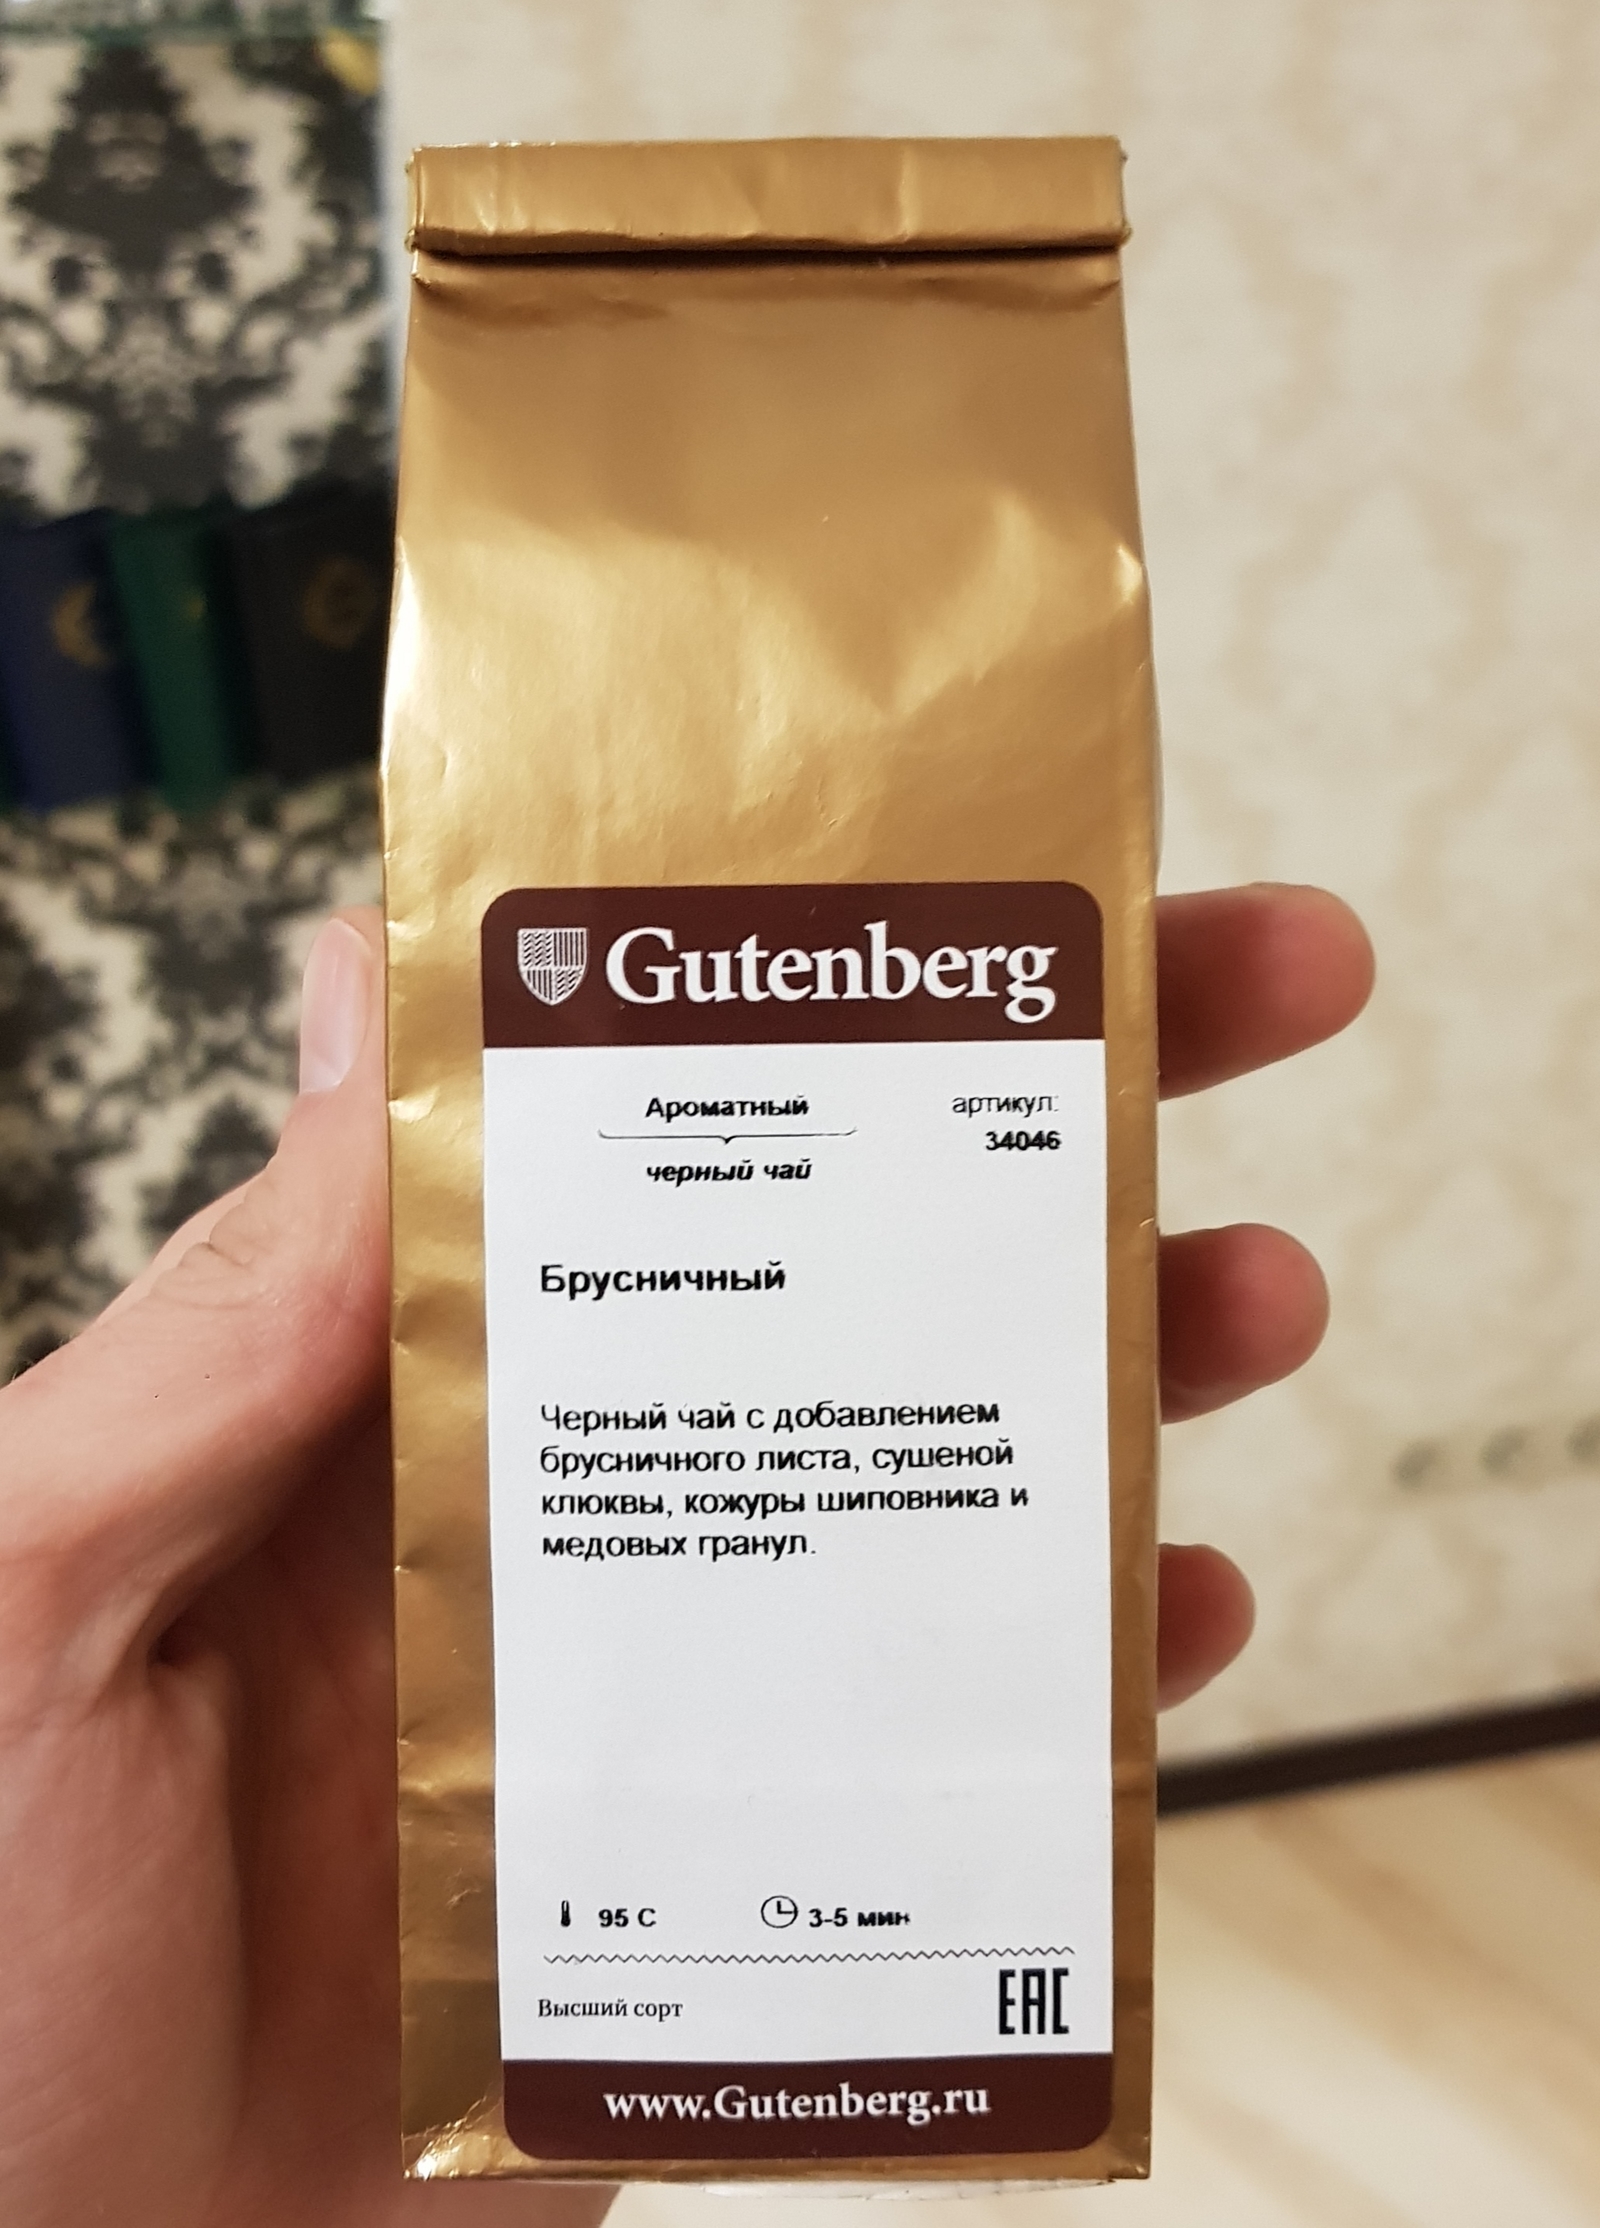 Gutenberg
Ароматный
черный чай
артикул:
34046
Брусничный
Черный чай с добавлением
брусничного листа, сушеной
клюквы, кожуры шиповника и
медовых гранул.
95 C
3-5 мин
Высший сорт
EAC
www.Gutenberg.ru